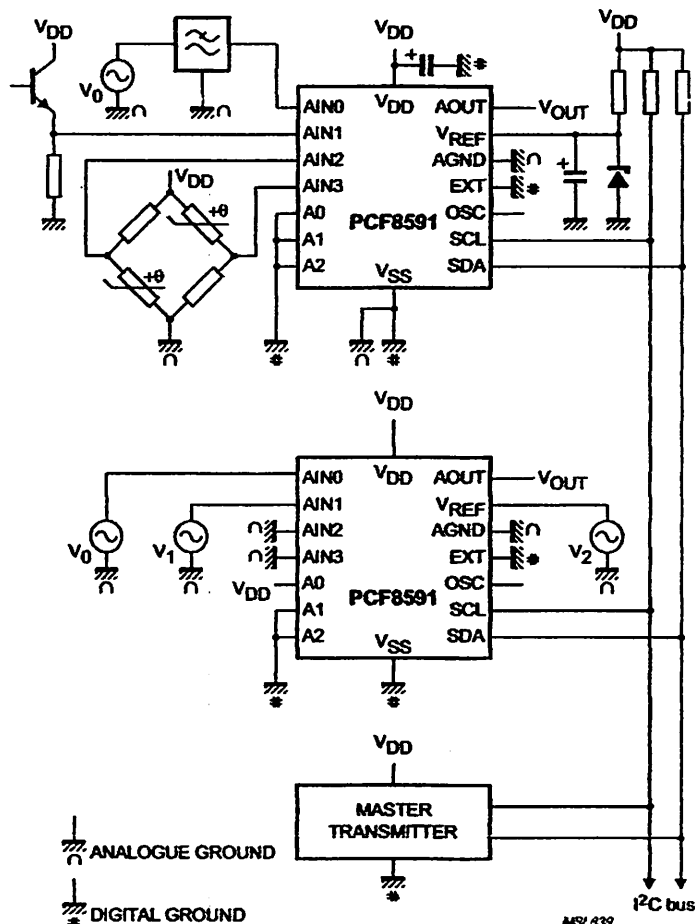 VDD
V0
VDD
VDD
AIN0
AIN1
AIN2
AIN3
A0
A1
A2
VDD
PCF8591
VSS
AOUT
VREF
AGND
EXT
OSC
SCL
SDA
VOUT
VDD
VDD
+θ
+θ
VDD
AIN0
AIN1
AIN2
AIN3
A0
A1
A2
VDD
PCF8591
VSS
AOUT
VREF
AGND
EXT
OSC
SCL
SDA
VOUT
V0
V1
VDD
V2
VDD
MASTER
TRANSMITTER
ANALOGUE GROUND
DIGITAL GROUND
I²C bus
MSL639